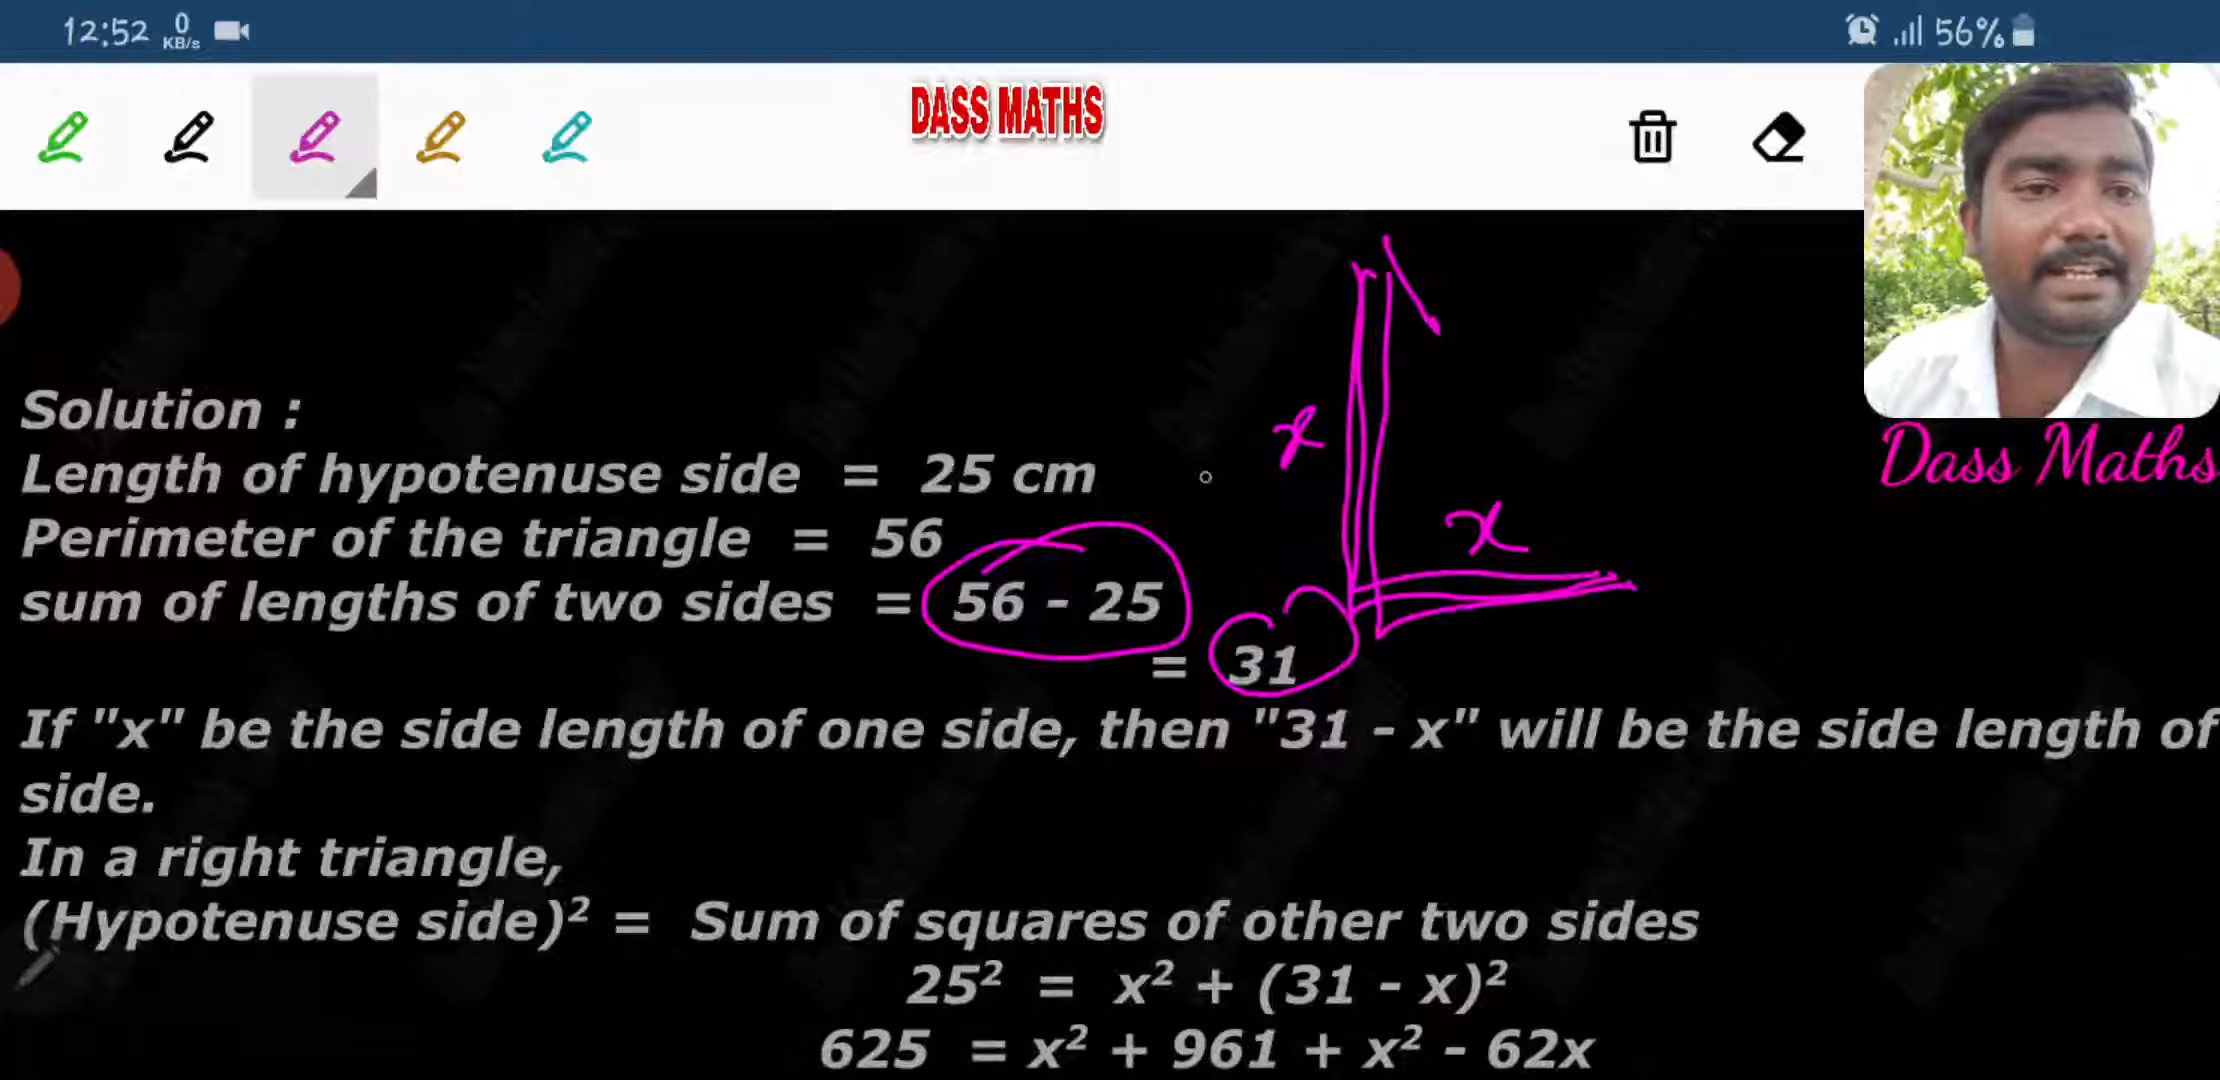 12:52 0 KB/s 56%
DASS MATHS
Dass Maths
x
x
Solution :
Length of hypotenuse side = 25 cm
Perimeter of the triangle = 56
sum of lengths of two sides = 56 - 25
= 31
If "x" be the side length of one side, then "31 - x" will be the side length of
side.
In a right triangle,
(Hypotenuse side)² = Sum of squares of other two sides
25² = x² + (31 - x)²
625 = x² + 961 + x² - 62x